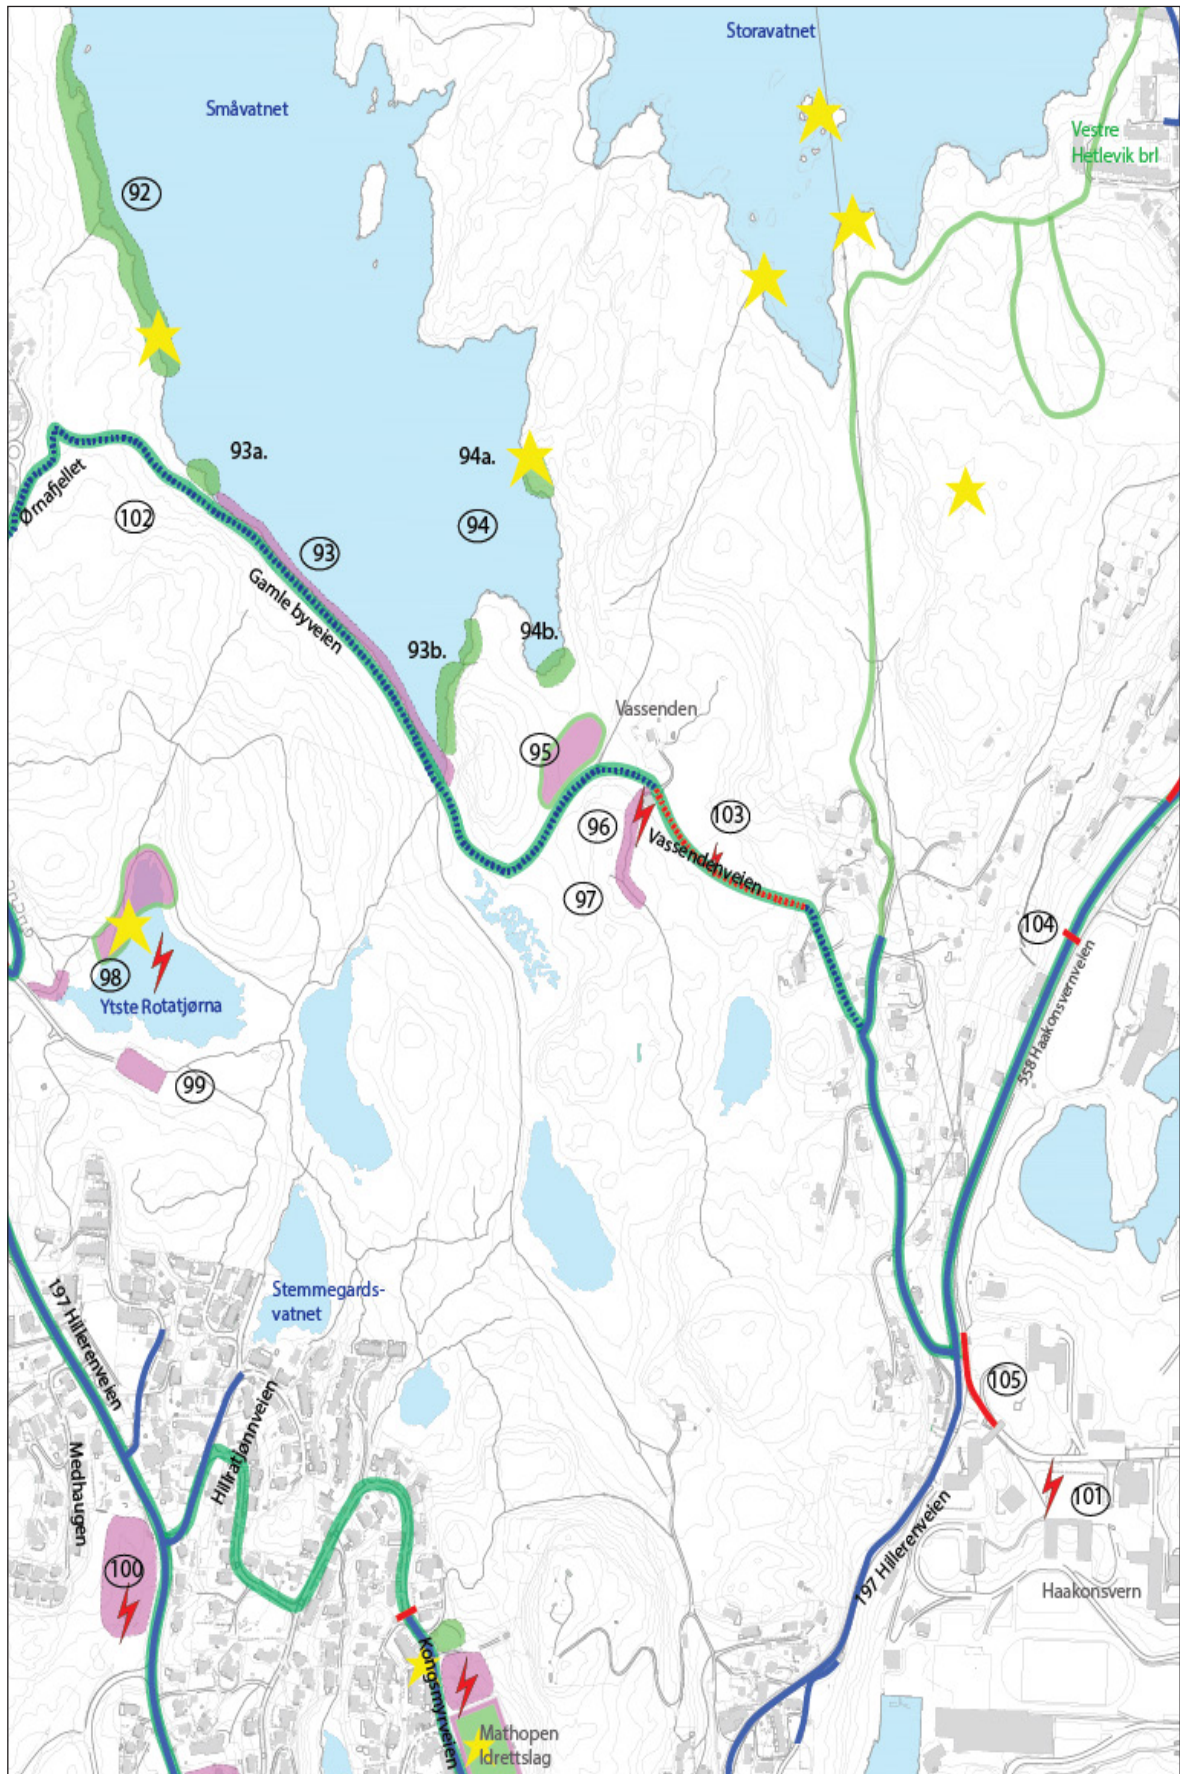 Storavatnet
Småvatnet
Vestre
Hetlevik brl
92
93a.
94a.
Ørnafjellet
102
94
93
Gamle byveien
93b.
94b.
Vassenden
95
96
103
Vassendenveien
97
104
98
Ytste Rotatjørna
558 Haakonsvernveien
99
Stemmegards-
vatnet
197 Hillerenveien
105
Hilliratjønnveien
Medhaugen
101
197 Hillerenveien
100
Haakonsvern
Kongsmyrveien
Mathopen
Idrettslag